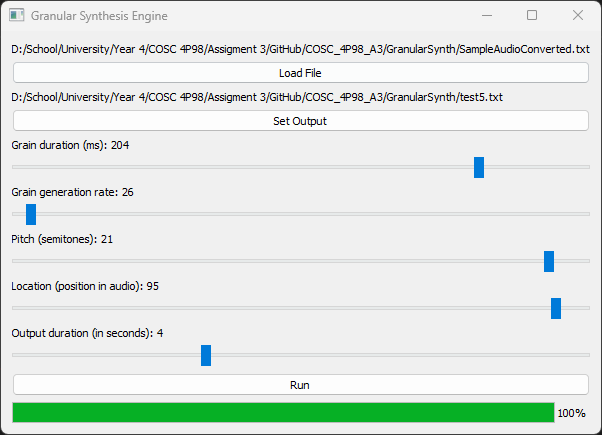 Granular Synthesis Engine
D:/School/University/Year 4/COSC 4P98/Assigment 3/GitHub/COSC_4P98_A3/GranularSynth/SampleAudioConverted.txt
Load File
D:/School/University/Year 4/COSC 4P98/Assigment 3/GitHub/COSC_4P98_A3/GranularSynth/test5.txt
Set Output
Grain duration (ms): 204
Grain generation rate: 26
Pitch (semitones): 21
Location (position in audio): 95
Output duration (in seconds): 4
Run
100%